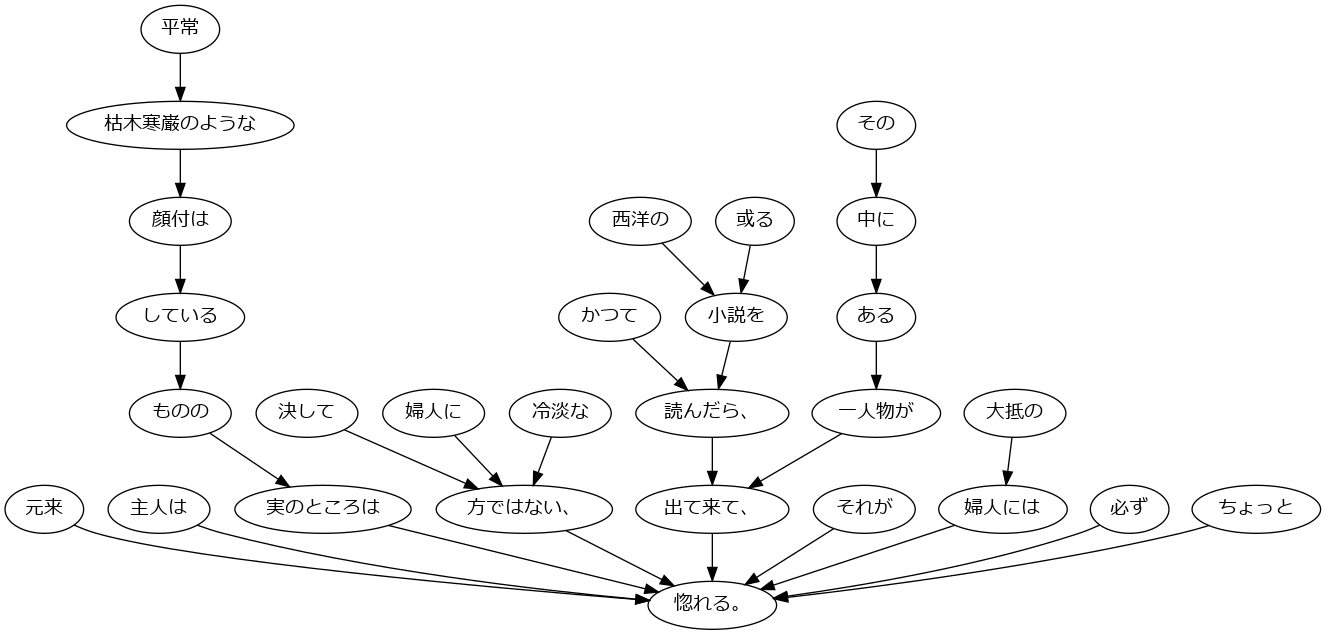 平常
枯木寒巌のような
その
顔付は
西洋の
或る
中に
している
かつて
小説を
ある
ものの
決して
婦人に
冷淡な
読んだら、
一人物が
大抵の
元来
主人は
実のところは
方ではない、
出て来て、
それが
婦人には
必ず
ちょっと
惚れる。